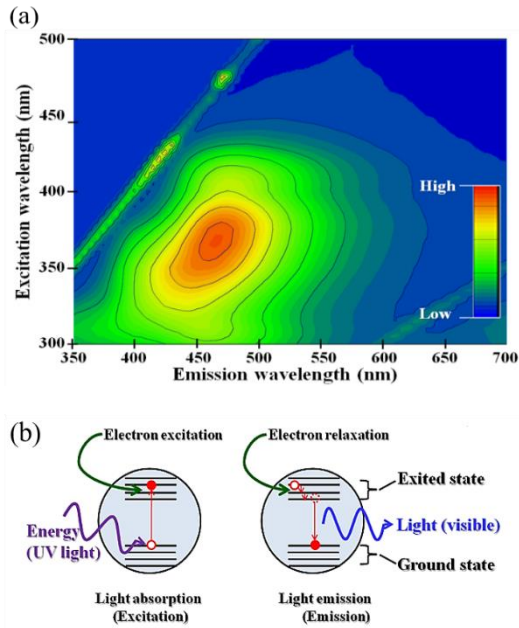 (a)
500
450
400
350
300
Excitation wavelength (nm)
High
Low
350
400
450
500
550
600
650
700
Emission wavelength (nm)
(b)
Electron excitation
Electron relaxation
Exited state
Energy
(UV light)
Light (visible)
Ground state
Light absorption
(Excitation)
Light emission
(Emission)